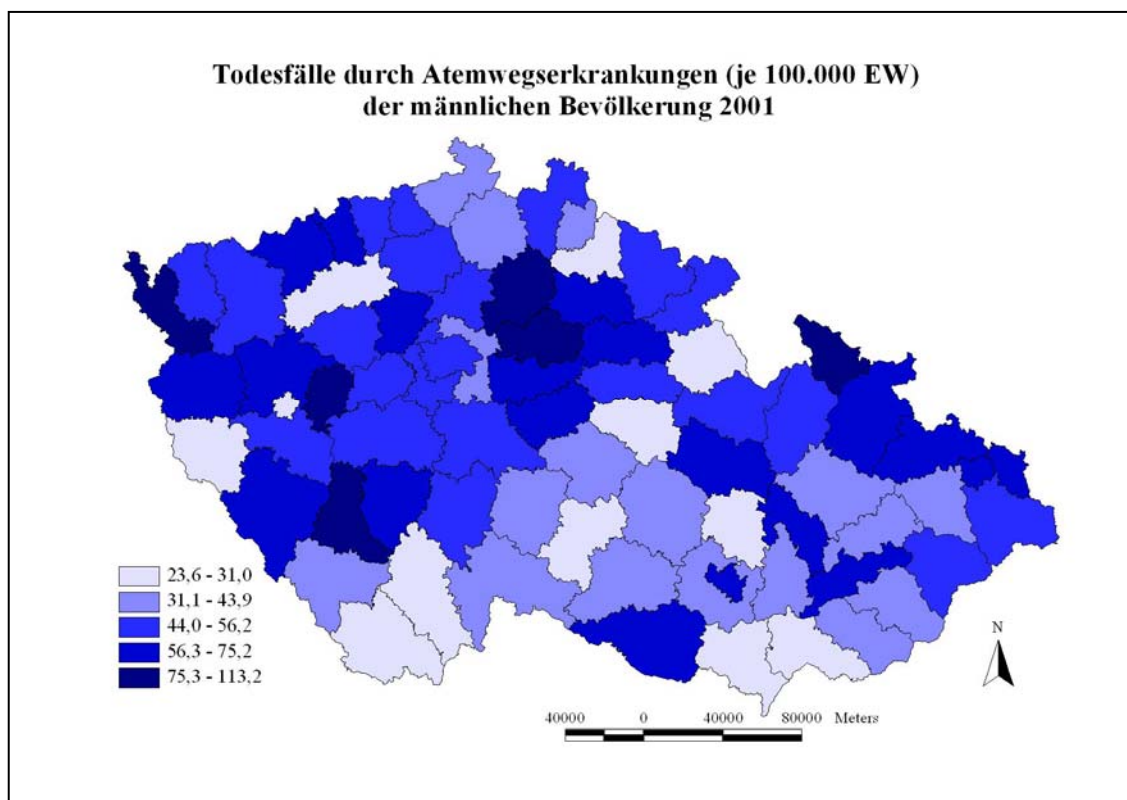 Todesfälle durch Atemwegserkrankungen (je 100.000 EW)
der männlichen Bevölkerung 2001
23,6 - 31,0
31,1 - 43,9
44,0 - 56,2
56,3 - 75,2
75,3 - 113,2
N
40000 0 40000 80000 Meters